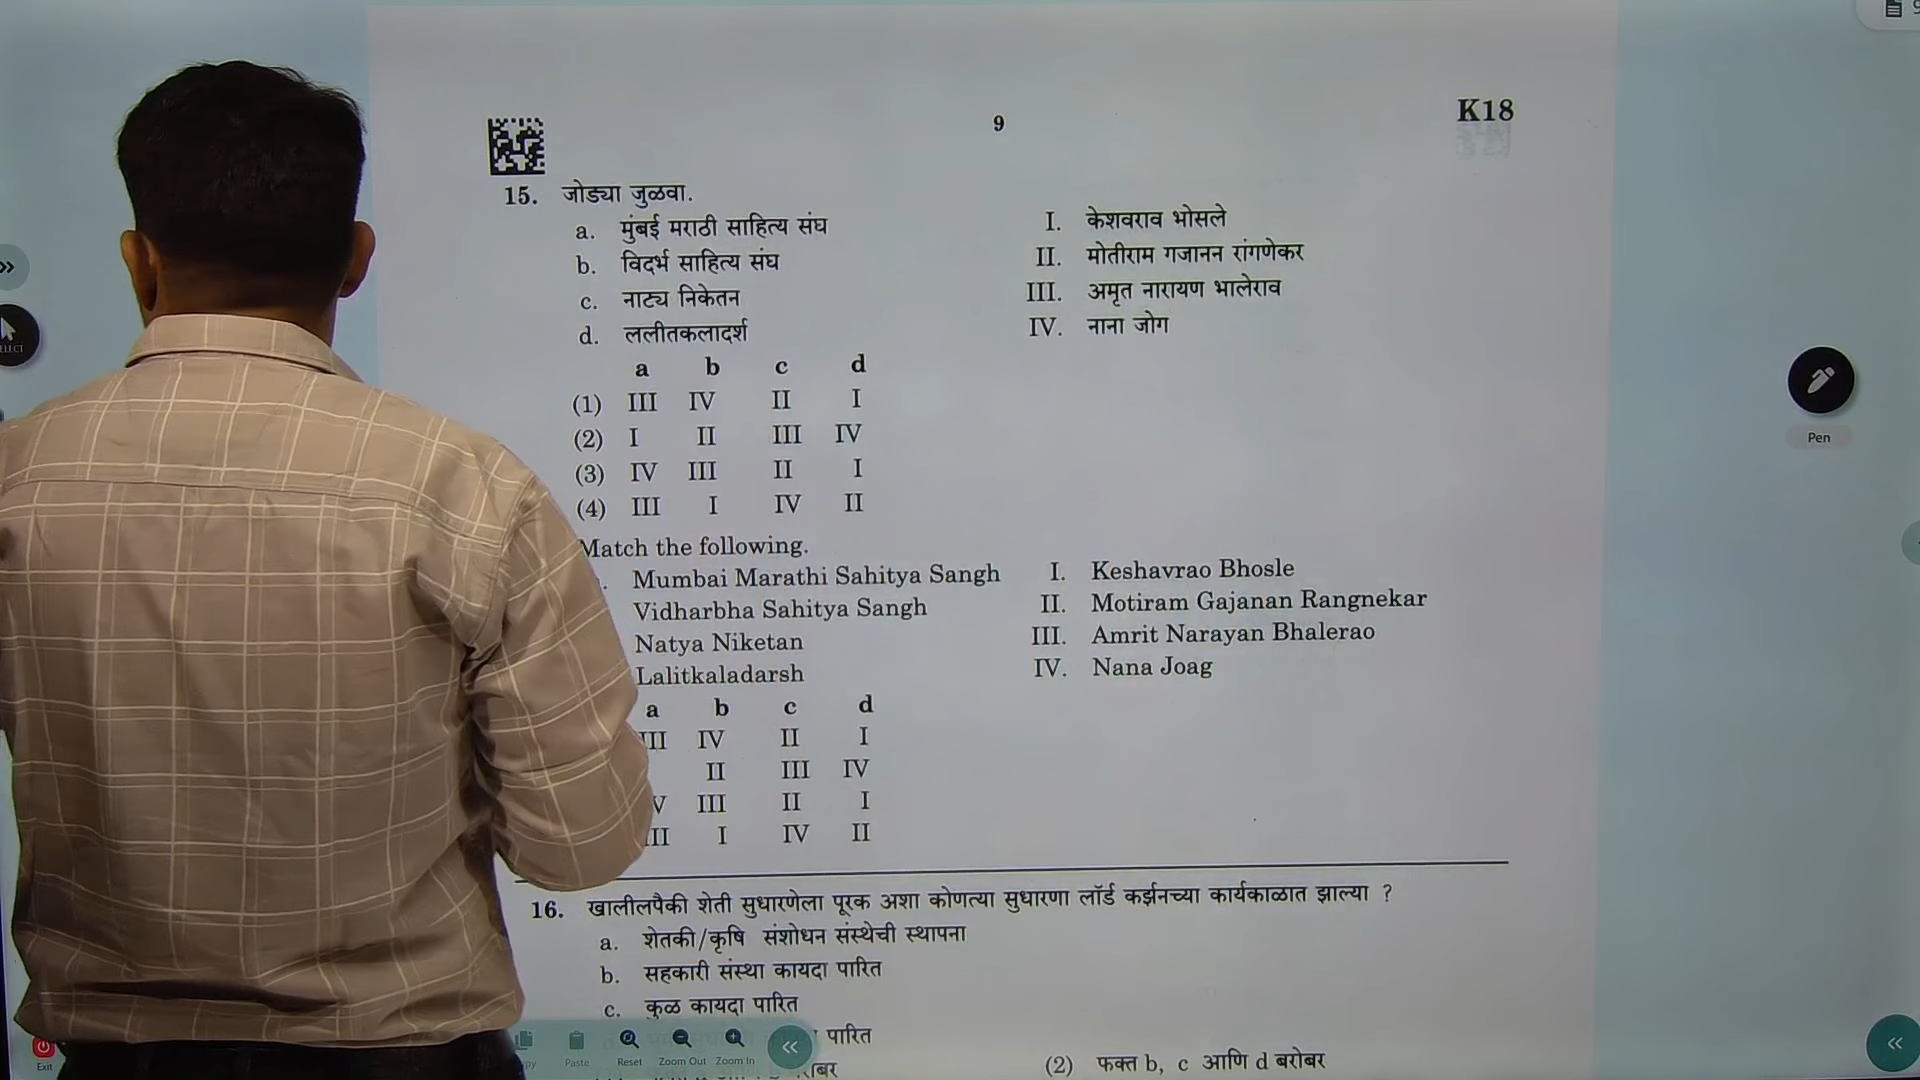 9
K18
15. जोड्या जुळवा.
a. मुंबई मराठी साहित्य संघ I. केशवराव भोसले
b. विदर्भ साहित्य संघ II. मोतीराम गजानन रांगणेकर
c. नाट्य निकेतन III. अमृत नारायण भालेराव
d. ललीतकलादर्श IV. नाना जोग
a b c d
(1) III IV II I
(2) I II III IV
(3) IV III II I
(4) III I IV II
Match the following.
Mumbai Marathi Sahitya Sangh I. Keshavrao Bhosle
Vidharbha Sahitya Sangh II. Motiram Gajanan Rangnekar
Natya Niketan III. Amrit Narayan Bhalerao
Lalitkaladarsh IV. Nana Joag
a b c d
III IV II I
II III IV
V III II I
III I IV II
16. खालीलपैकी शेती सुधारणेला पूरक अशा कोणत्या सुधारणा लॉर्ड कर्झनच्या कार्यकाळात झाल्या ?
a. शेतकी/कृषि संशोधन संस्थेची स्थापना
b. सहकारी संस्था कायदा पारित
c. कुळ कायदा पारित
पारित
(2) फक्त b, c आणि d बरोबर
Pen
Exit
Paste
Reset
Zoom Out
Zoom In